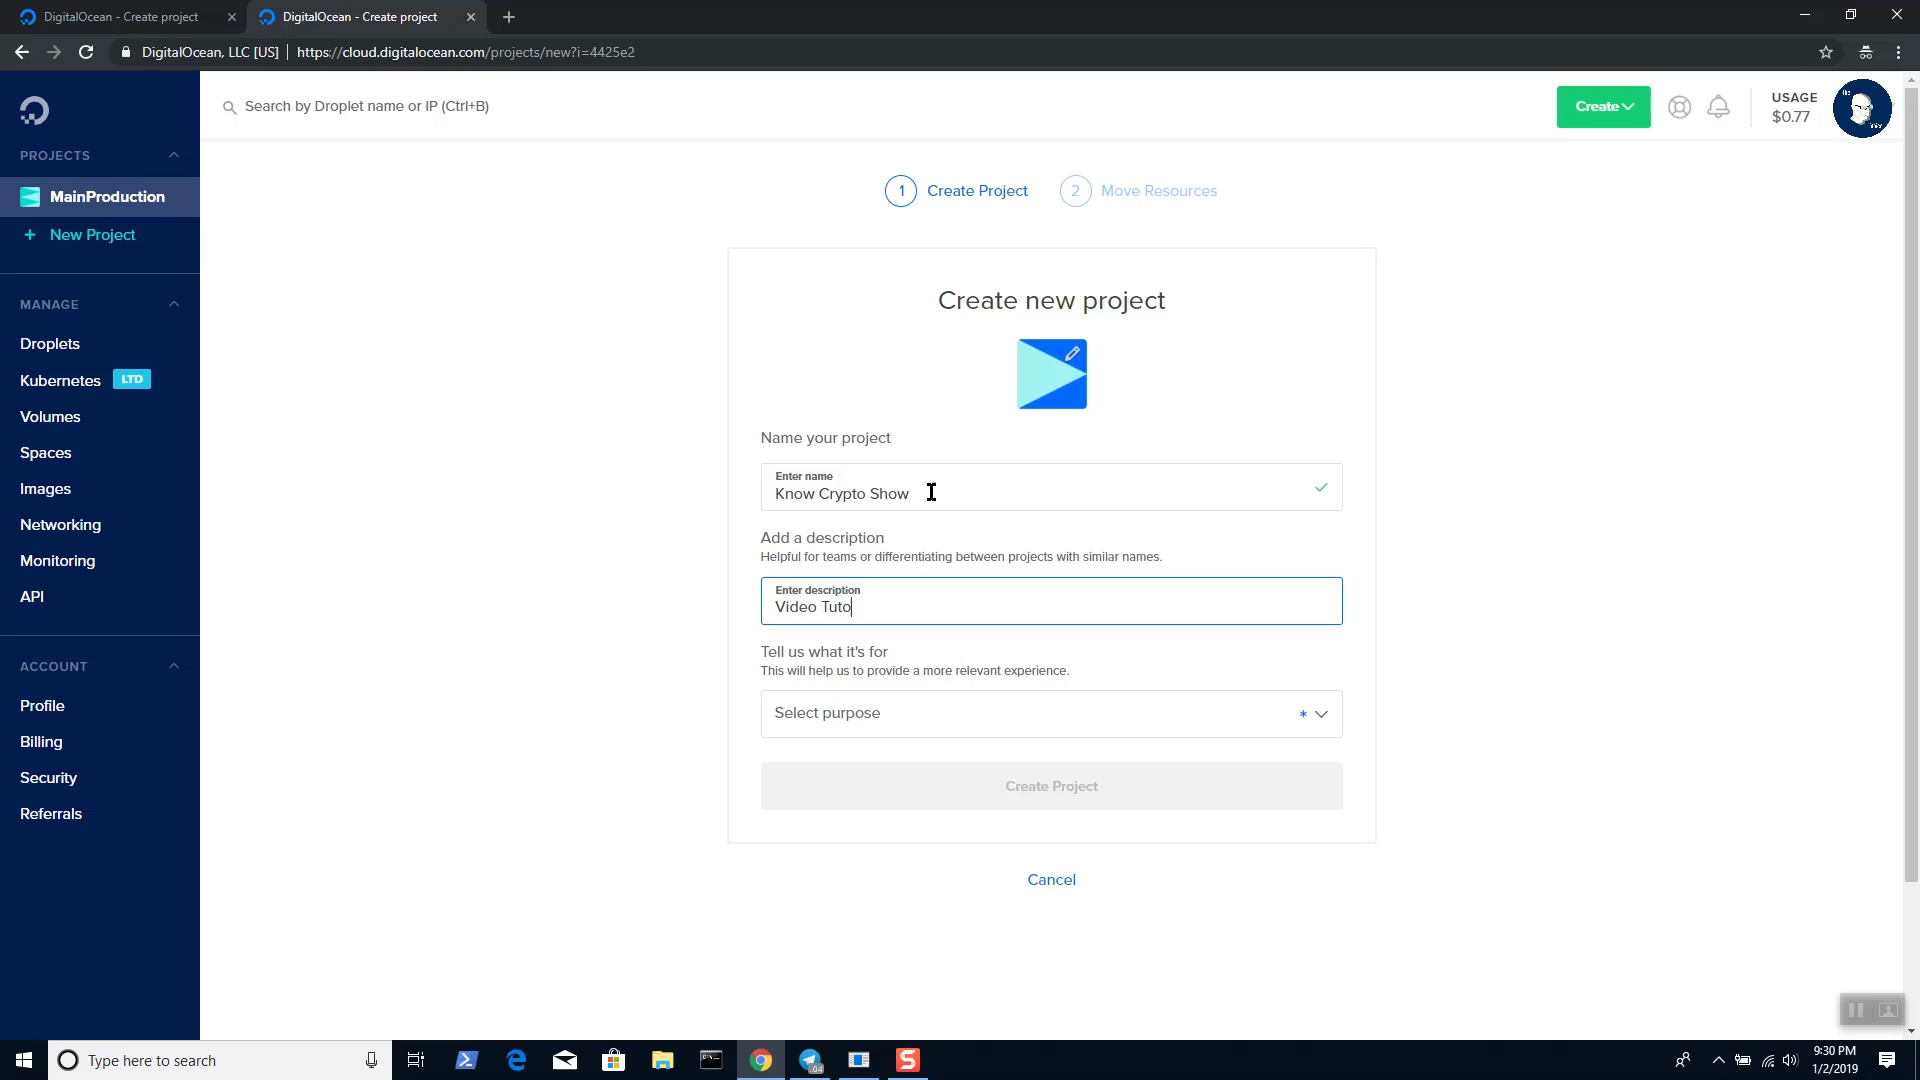 DigitalOcean - Create project
DigitalOcean - Create project
DigitalOcean, LLC [US]
https://cloud.digitalocean.com/projects/new?i=4425e2
Search by Droplet name or IP (Ctrl+B)
Create
USAGE
$0.77
PROJECTS
MainProduction
+ New Project
MANAGE
Droplets
Kubernetes LTD
Volumes
Spaces
Images
Networking
Monitoring
API
ACCOUNT
Profile
Billing
Security
Referrals
1 Create Project
2 Move Resources
Create new project
Name your project
Enter name
Know Crypto Show
Add a description
Helpful for teams or differentiating between projects with similar names.
Enter description
Video Tuto
Tell us what it's for
This will help us to provide a more relevant experience.
Select purpose *
Create Project
Cancel
Type here to search
.04
S
9:30 PM
1/2/2019